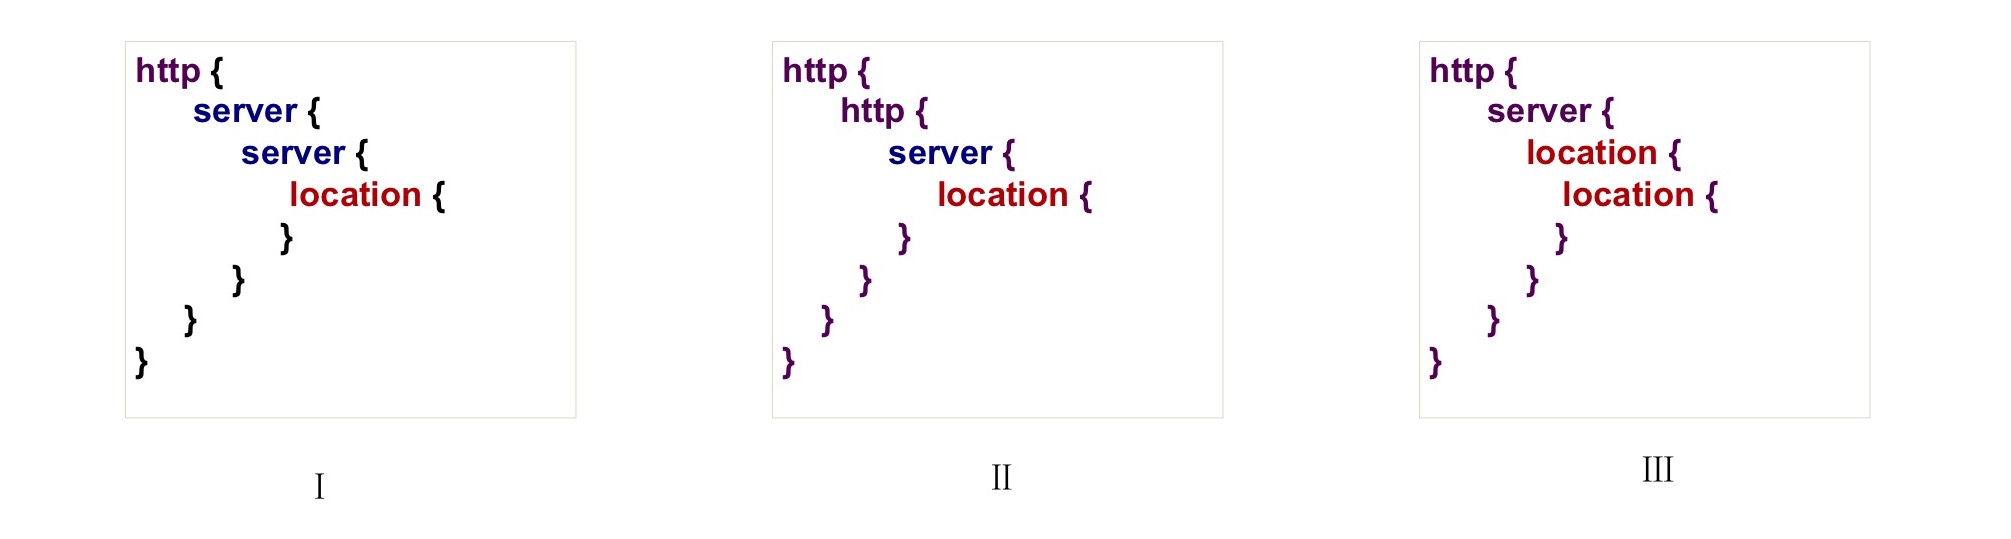 http {
server {
server {
location {
}
}
}
}
I
http {
http {
server {
location {
}
}
}
}
II
http {
server {
location {
location {
}
}
}
}
III